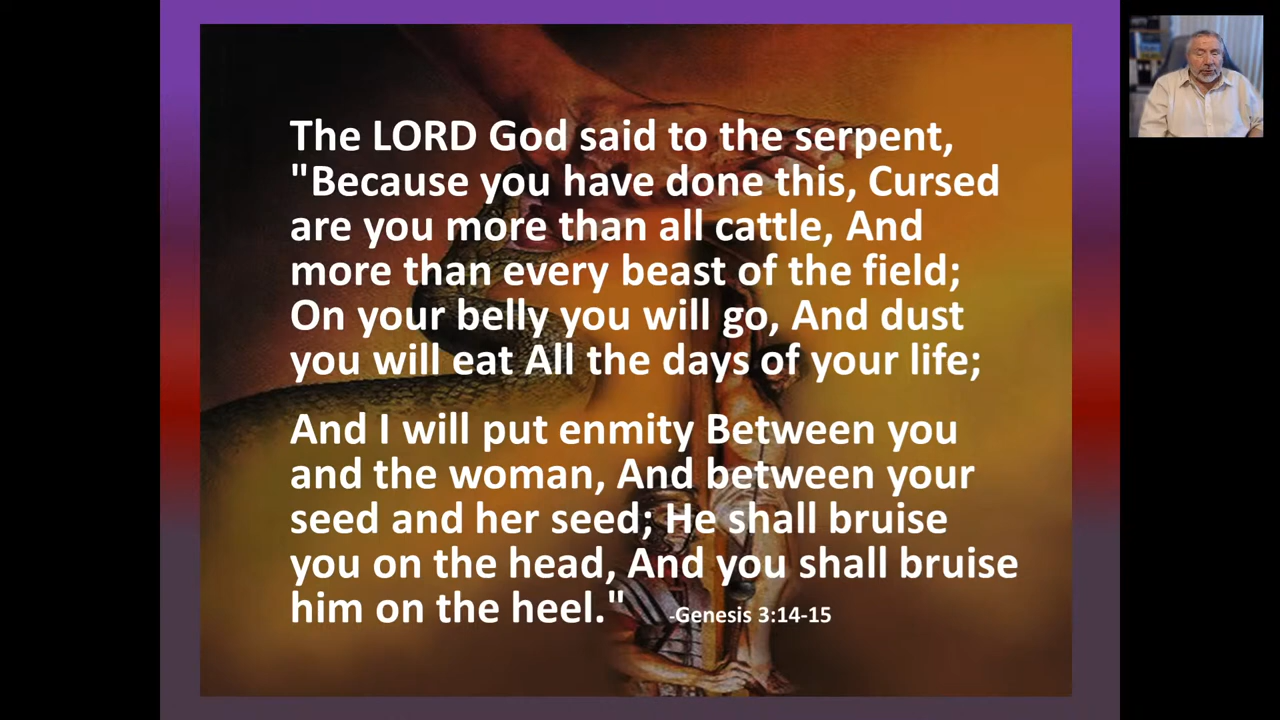 The LORD God said to the serpent,
"Because you have done this, Cursed
are you more than all cattle, And
more than every beast of the field;
On your belly you will go, And dust
you will eat All the days of your life;
And I will put enmity Between you
and the woman, And between your
seed and her seed; He shall bruise
you on the head, And you shall bruise
him on the heel." -Genesis 3:14-15